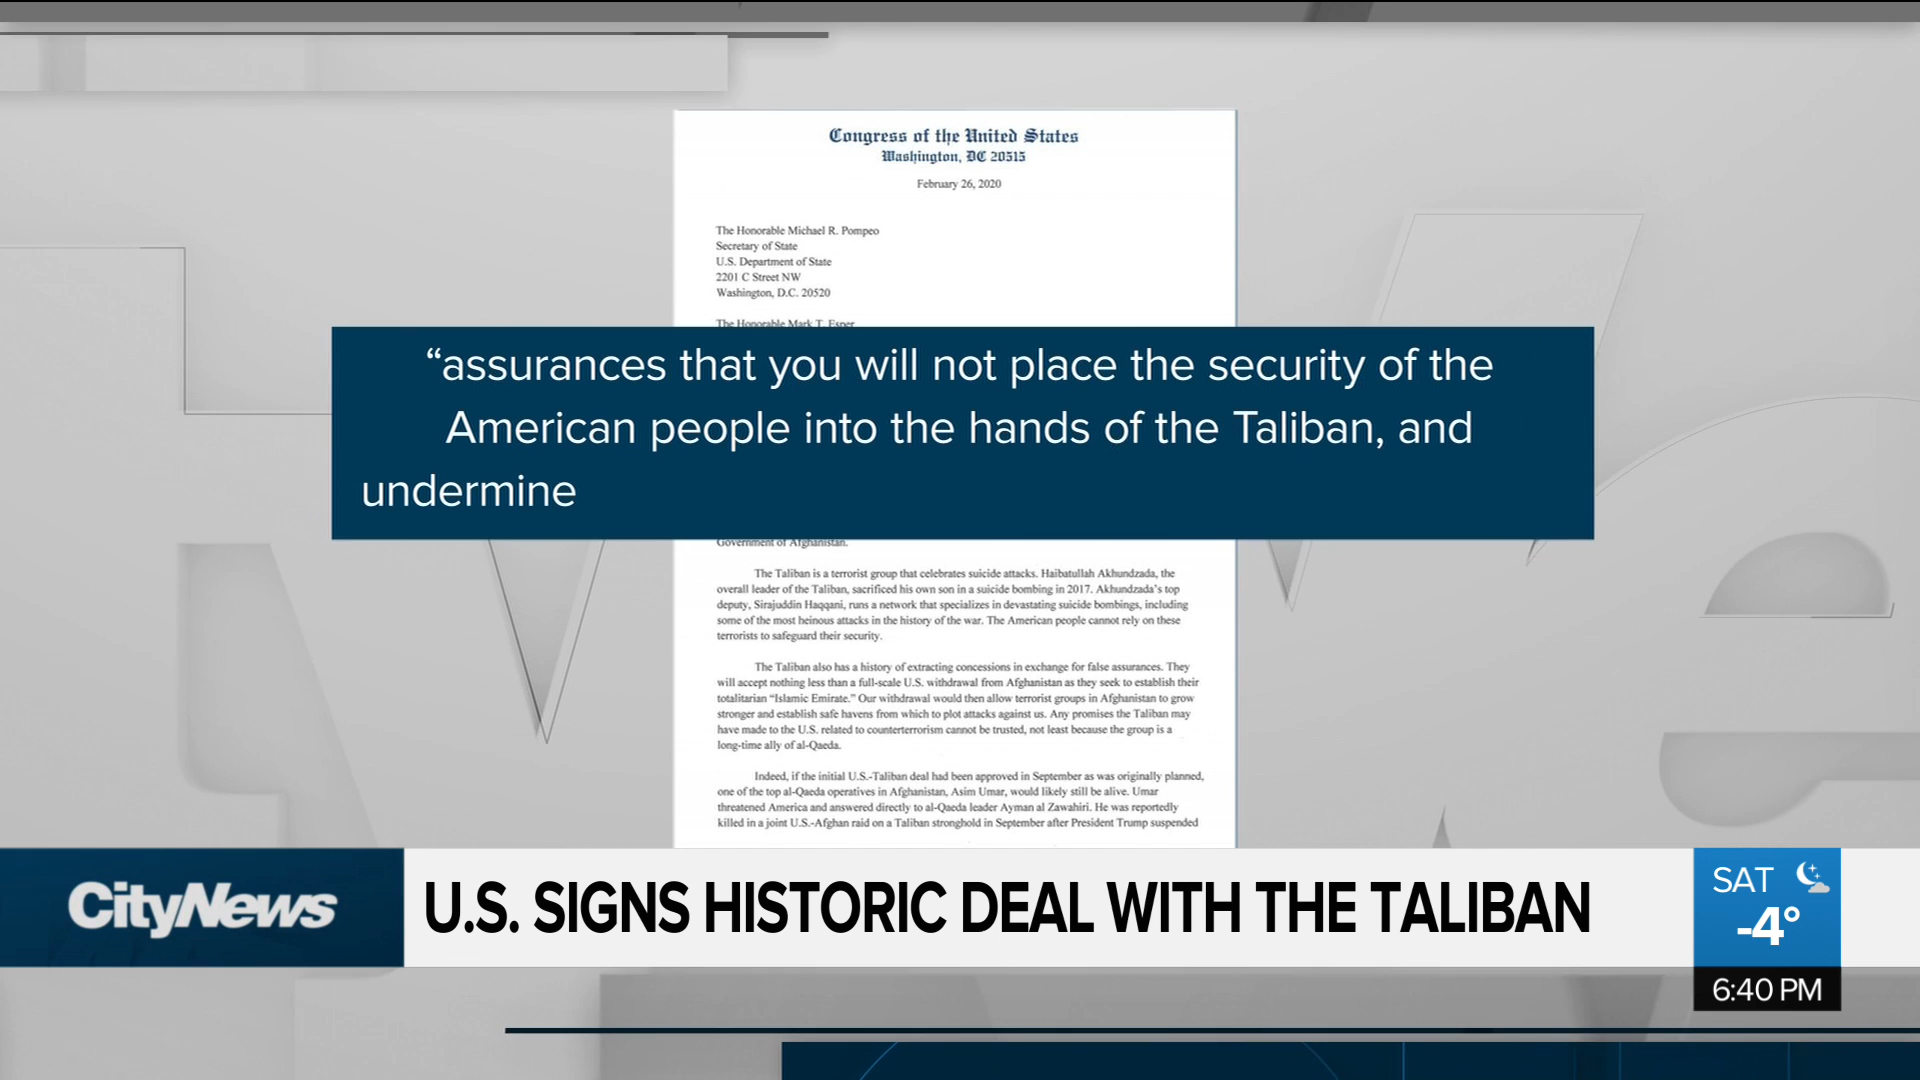 Congress of the United States
Washington, DC 20515
February 26, 2020
The Honorable Michael R. Pompeo
Secretary of State
U.S. Department of State
2201 C Street NW
Washington, D.C. 20520
The Honorable Mark T. Esper
“assurances that you will not place the security of the
American people into the hands of the Taliban, and
undermine
Government of Afghanistan.
The Taliban is a terrorist group that celebrates suicide attacks. Haibatullah Akhundzada, the
overall leader of the Taliban, sacrificed his own son in a suicide bombing in 2017. Akhundzada’s top
deputy, Sirajuddin Haqqani, runs a network that specializes in devastating suicide bombings, including
some of the most heinous attacks in the history of the war. The American people cannot rely on these
terrorists to safeguard their security.
The Taliban also has a history of extracting concessions in exchange for false assurances. They
will accept nothing less than a full-scale U.S. withdrawal from Afghanistan as they seek to establish their
totalitarian “Islamic Emirate.” Our withdrawal would then allow terrorist groups in Afghanistan to grow
stronger and establish safe havens from which to plot attacks against us. Any promises the Taliban may
have made to the U.S. related to counterterrorism cannot be trusted, not least because the group is a
long-time ally of al-Qaeda.
Indeed, if the initial U.S.-Taliban deal had been approved in September as was originally planned,
one of the top al-Qaeda operatives in Afghanistan, Asim Umar, would likely still be alive. Umar
threatened America and answered directly to al-Qaeda leader Ayman al Zawahiri. He was reportedly
killed in a joint U.S.-Afghan raid on a Taliban stronghold in September after President Trump suspended
CityNews
U.S. SIGNS HISTORIC DEAL WITH THE TALIBAN
SAT
-4°
6:40 PM